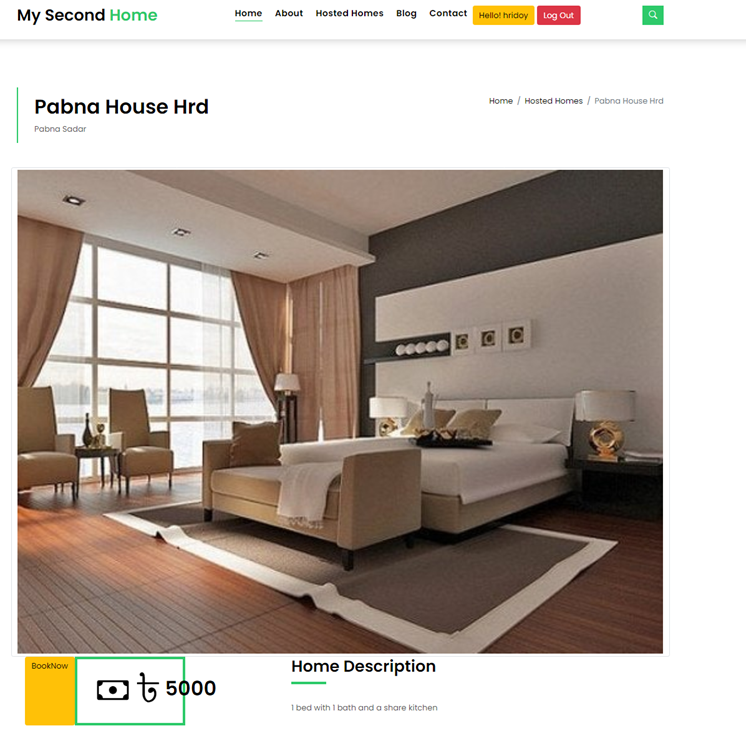 My Second Home
Home About Hosted Homes Blog Contact Hello! hridoy Log Out
Pabna House Hrd
Pabna Sadar
Home / Hosted Homes / Pabna House Hrd
BookNow
৳ 5000
Home Description
1 bed with 1 bath and a share kitchen